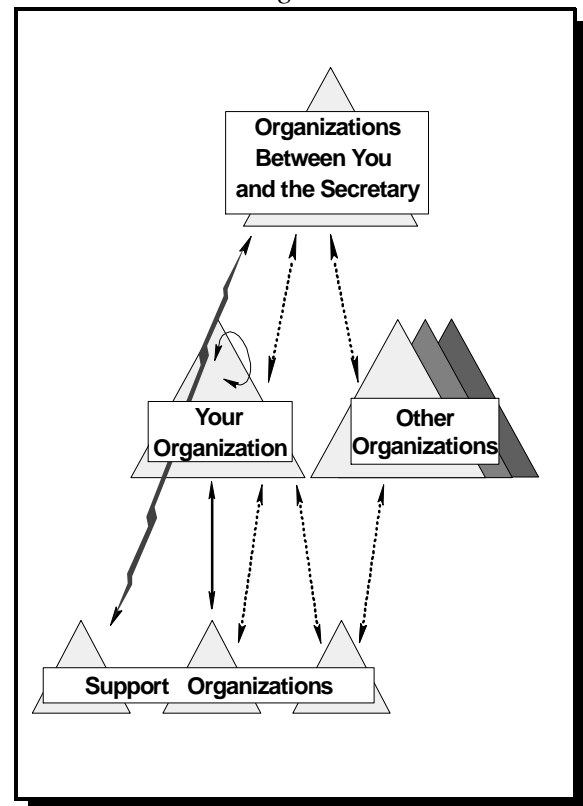 Organizations
Between You
and the Secretary
Your
Organization
Other
Organizations
Support Organizations